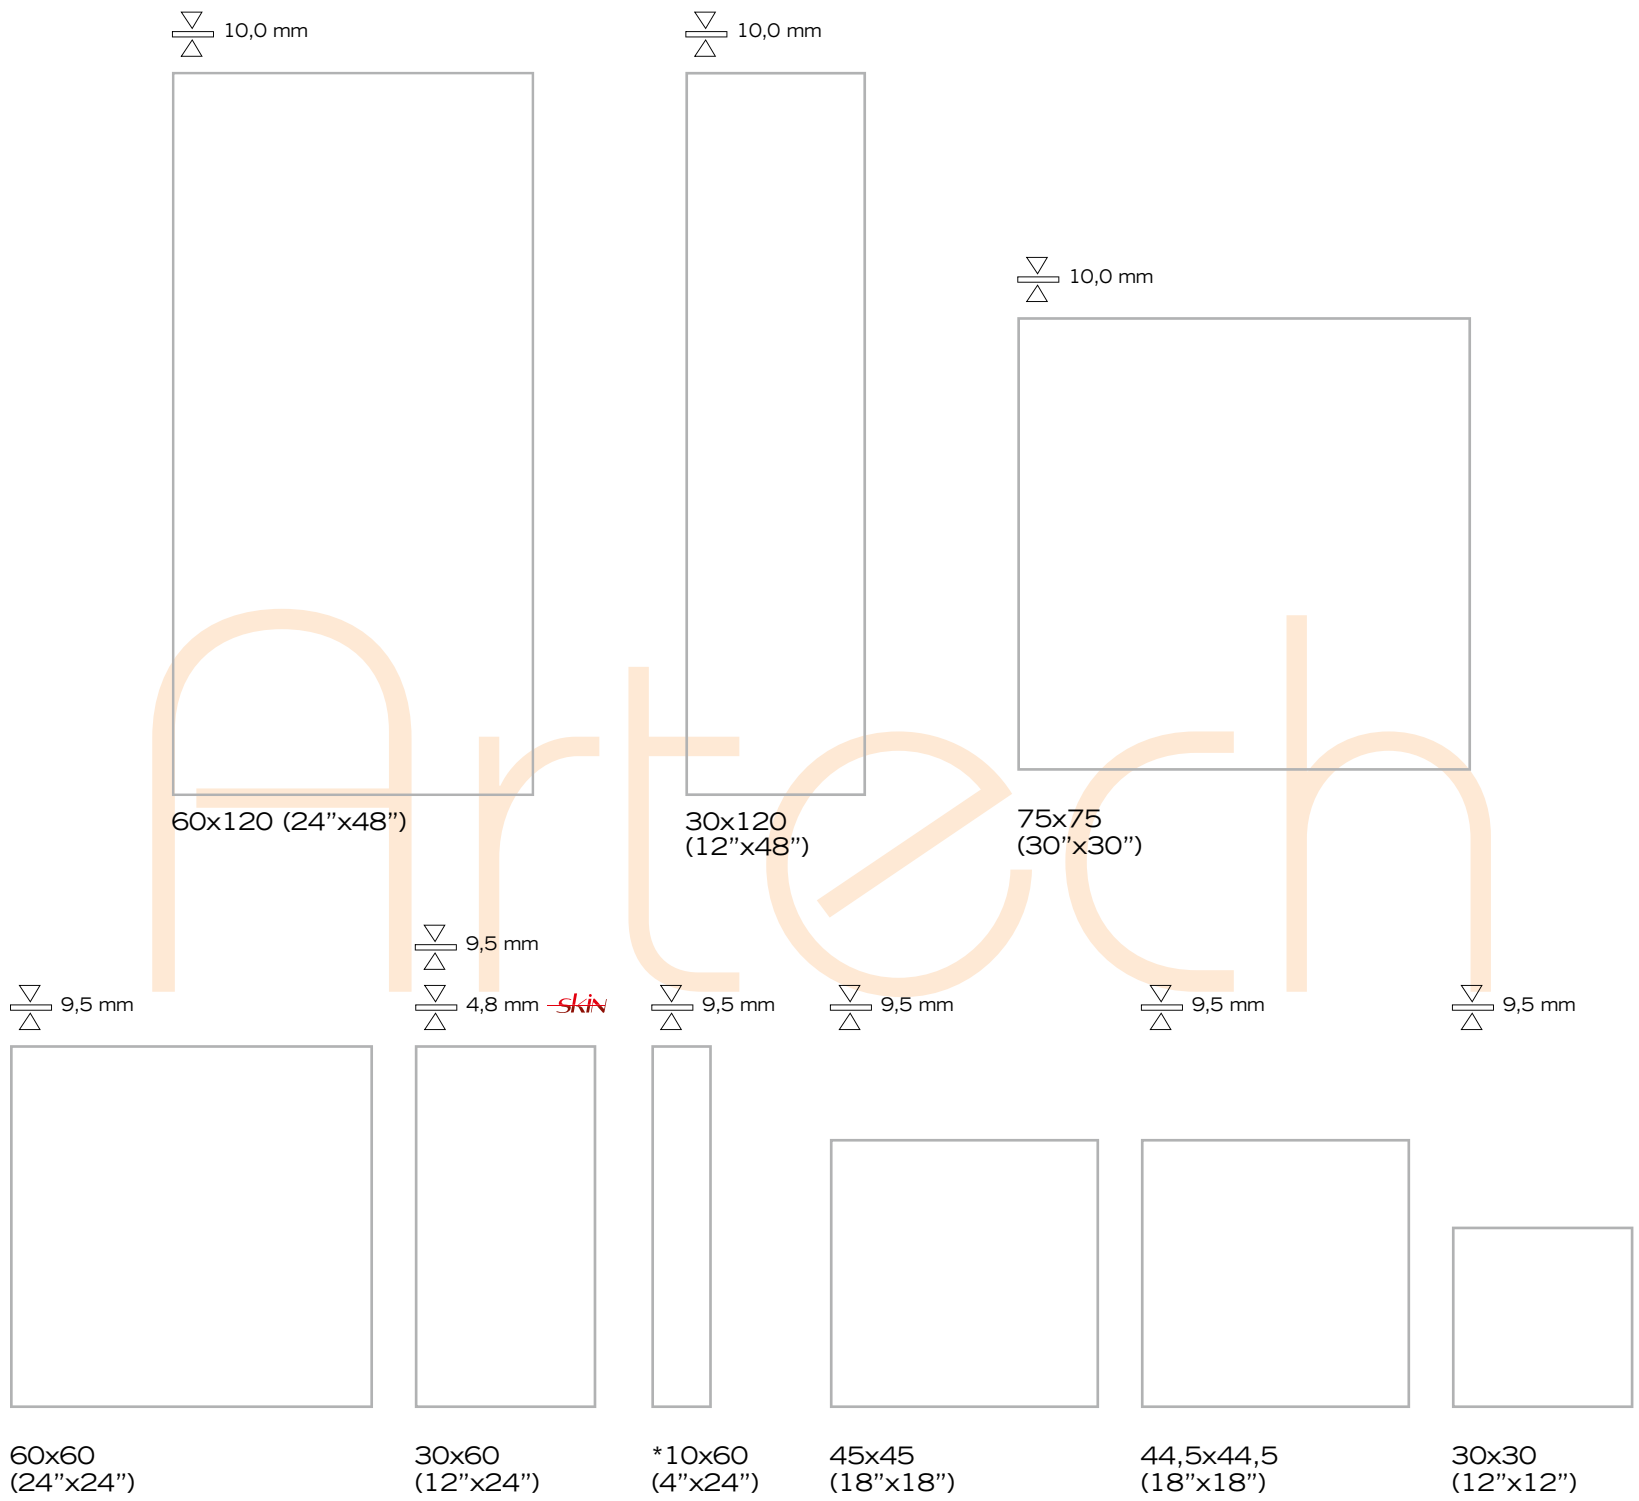 10,0 mm
10,0 mm
10,0 mm
60x120 (24”x48”)
30x120
(12”x48”)
75x75
(30”x30”)
Artech
9,5 mm
9,5 mm
4,8 mm skin
9,5 mm
9,5 mm
9,5 mm
9,5 mm
60x60
(24”x24”)
30x60
(12”x24”)
*10x60
(4”x24”)
45x45
(18”x18”)
44,5x44,5
(18”x18”)
30x30
(12”x12”)